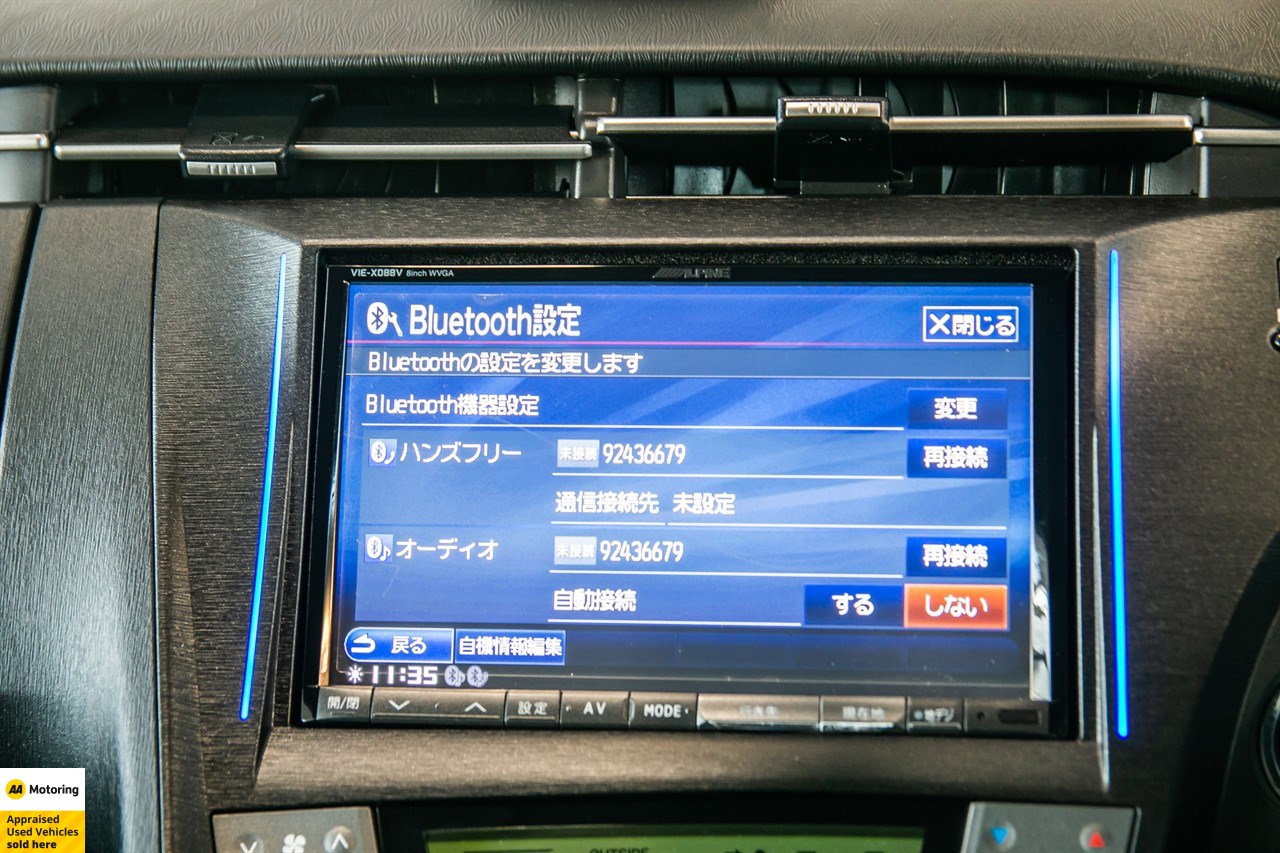 VIE-X088V 8inch WVGA
ALPINE
Bluetooth設定
×閉じる
Bluetoothの設定を変更します
Bluetooth機器設定
変更
ハンズフリー 未接続 92436679 再接続
通信接続先 未設定
オーディオ 未接続 92436679 再接続
自動接続 する しない
戻る 自機情報編集
11:35
開/閉 設定 AV MODE 現在地 地デジ
OUTSIDE
AA Motoring
Appraised
Used Vehicles
sold here